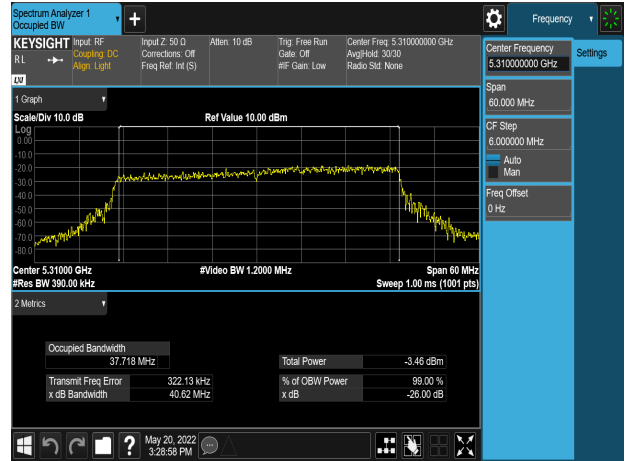 Spectrum Analyzer 1
Occupied BW
Frequency
KEYSIGHT
R L
LXI
Input: RF
Coupling: DC
Align: Light
Input Z: 50 Ω
Corrections: Off
Freq Ref: Int (S)
Atten: 10 dB
Trig: Free Run
Gate: Off
#IF Gain: Low
Center Freq: 5.310000000 GHz
Avg|Hold: 30/30
Radio Std: None
Center Frequency
5.310000000 GHz
Settings
Span
60.000 MHz
CF Step
6.000000 MHz
Auto
Man
Freq Offset
0 Hz
1 Graph
Scale/Div 10.0 dB
Ref Value 10.00 dBm
Log
0.00
-10.0
-20.0
-30.0
-40.0
-50.0
-60.0
-70.0
-80.0
Center 5.31000 GHz
#Video BW 1.2000 MHz
Span 60 MHz
#Res BW 390.00 kHz
Sweep 1.00 ms (1001 pts)
2 Metrics
Occupied Bandwidth
37.718 MHz
Total Power
-3.46 dBm
Transmit Freq Error
322.13 kHz
% of OBW Power
99.00 %
x dB Bandwidth
40.62 MHz
x dB
-26.00 dB
?
May 20, 2022
3:28:58 PM